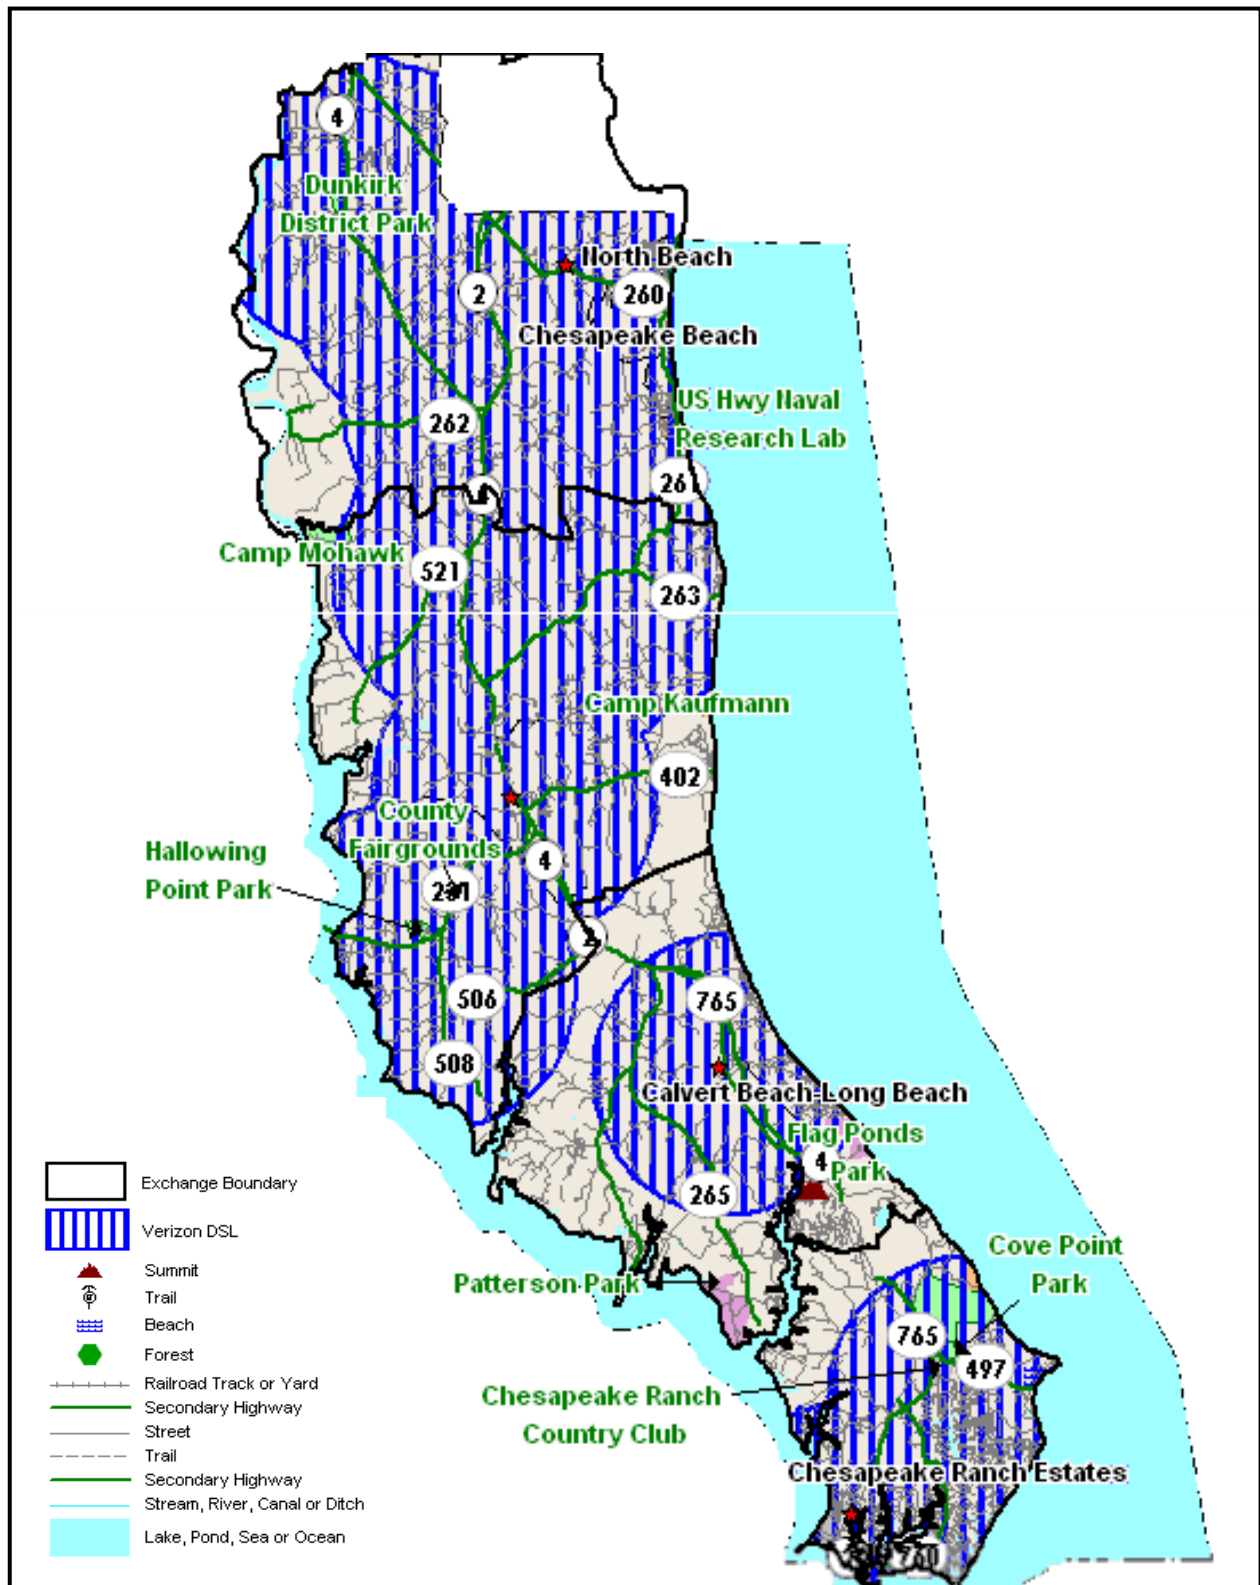 4
Dunkirk
District Park
North Beach
2
260
Chesapeake Beach
US Hwy Naval
Research Lab
262
261
Camp Mohawk
521
263
Camp Kaufmann
402
County
Fairgrounds
4
Hallowing
Point Park
231
2
506
765
508
Calvert Beach-Long Beach
Flag Ponds
Park
4
265
Cove Point
Park
Patterson Park
765
497
Chesapeake Ranch
Country Club
Chesapeake Ranch Estates
760
Exchange Boundary
Verizon DSL
Summit
Trail
Beach
Forest
Railroad Track or Yard
Secondary Highway
Street
Trail
Secondary Highway
Stream, River, Canal or Ditch
Lake, Pond, Sea or Ocean